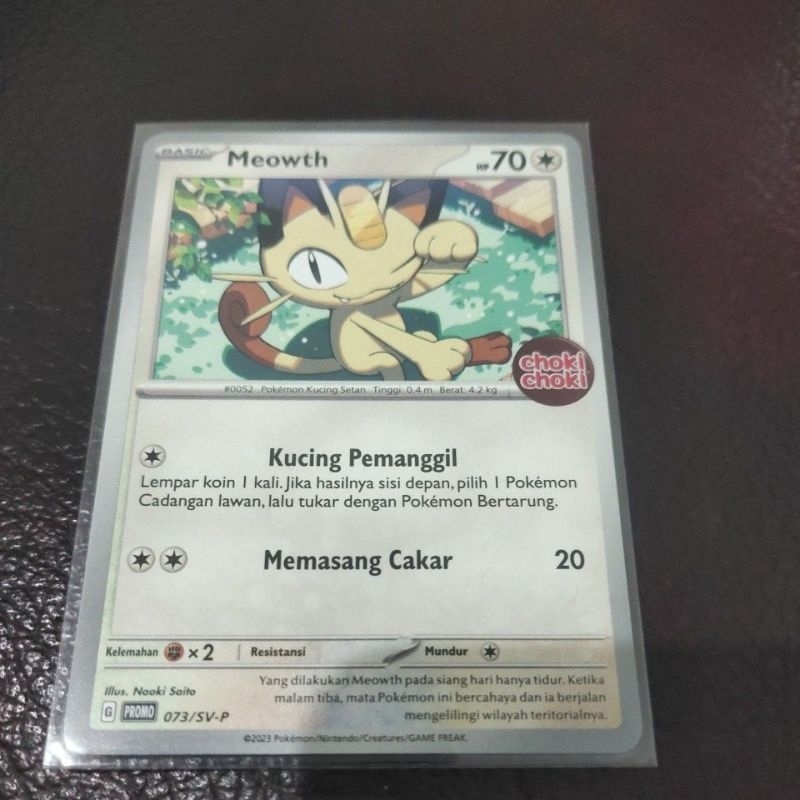 BASIC Meowth HP 70
choki
choki
#0052 Pokémon Kucing Setan Tinggi: 0.4 m Berat: 4.2 kg
Kucing Pemanggil
Lempar koin 1 kali. Jika hasilnya sisi depan, pilih 1 Pokémon
Cadangan lawan, lalu tukar dengan Pokémon Bertarung.
Memasang Cakar 20
Kelemahan × 2 Resistansi Mundur
Illus. Naoki Saito
G PROMO 073/SV-P
Yang dilakukan Meowth pada siang hari hanya tidur. Ketika
malam tiba, mata Pokémon ini bercahaya dan ia berjalan
mengelilingi wilayah teritorialnya.
©2023 Pokémon/Nintendo/Creatures/GAME FREAK.